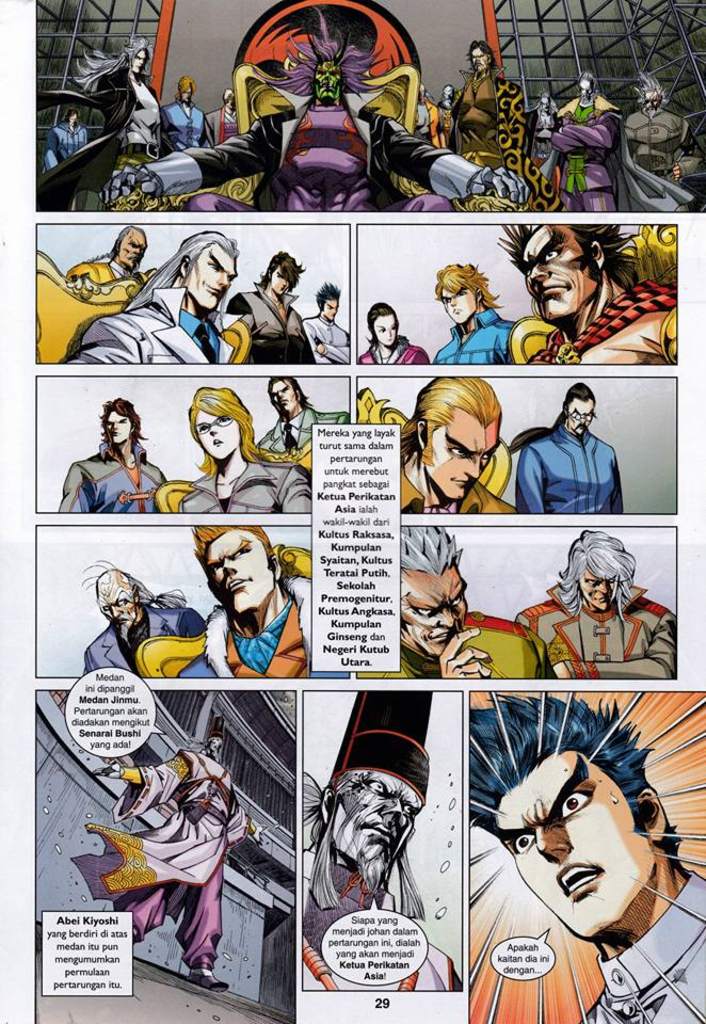 Mereka yang layak
turut sama dalam
pertarungan
untuk merebut
pangkat sebagai
Ketua Perikatan
Asia ialah
wakil-wakil dari
Kultus Raksasa,
Kumpulan
Syaitan, Kultus
Teratai Putih,
Sekolah
Premogenitur,
Kultus Angkasa,
Kumpulan
Ginseng dan
Negeri Kutub
Utara.
Medan
ini dipanggil
Medan Jinmu.
Pertarungan akan
diadakan mengikut
Senarai Bushi
yang ada!
Abei Kiyoshi
yang berdiri di atas
medan itu pun
mengumumkan
permulaan
pertarungan itu.
Siapa yang
menjadi johan dalam
pertarungan ini, dialah
yang akan menjadi
Ketua Perikatan
Asia!
Apakah
kaitan dia ini
dengan...
29